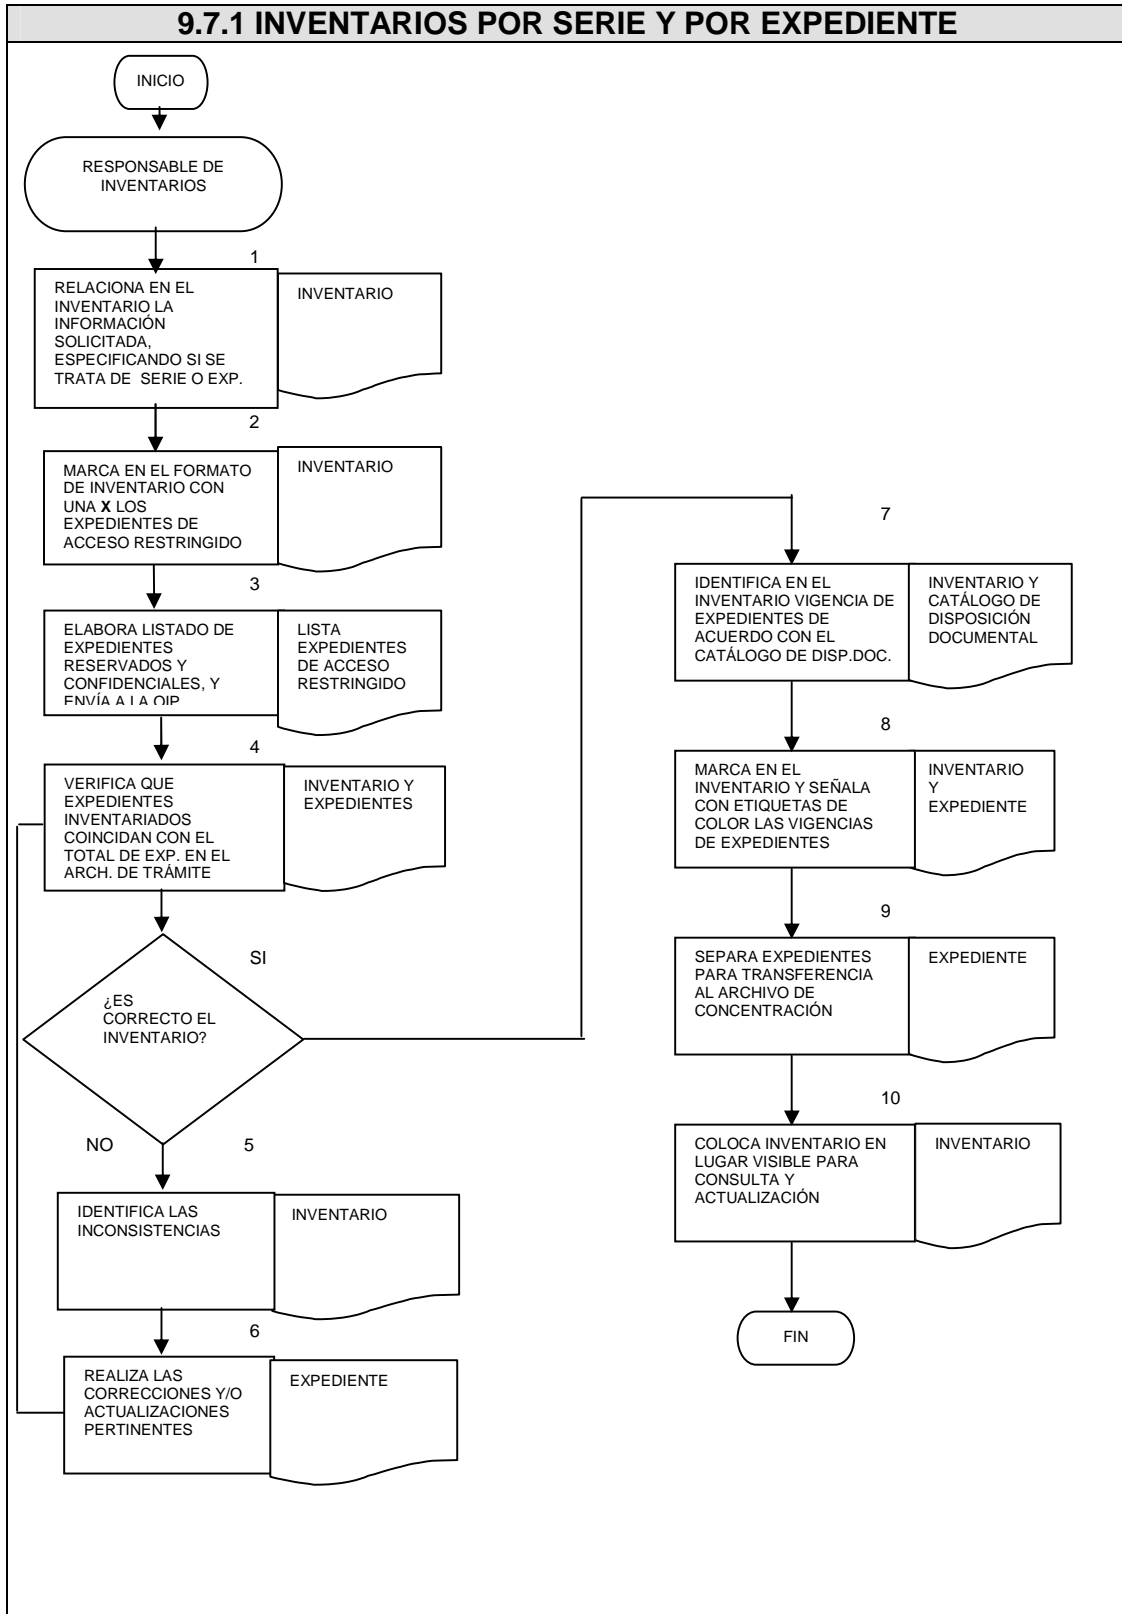 9.7.1 INVENTARIOS POR SERIE Y POR EXPEDIENTE
INICIO
RESPONSABLE DE
INVENTARIOS
1
RELACIONA EN EL
INVENTARIO LA
INFORMACIÓN
SOLICITADA,
ESPECIFICANDO SI SE
TRATA DE SERIE O EXP.
INVENTARIO
2
MARCA EN EL FORMATO
DE INVENTARIO CON
UNA X LOS
EXPEDIENTES DE
ACCESO RESTRINGIDO
INVENTARIO
3
ELABORA LISTADO DE
EXPEDIENTES
RESERVADOS Y
CONFIDENCIALES, Y
ENVÍA A LA OIP
LISTA
EXPEDIENTES
DE ACCESO
RESTRINGIDO
4
VERIFICA QUE
EXPEDIENTES
INVENTARIADOS
COINCIDAN CON EL
TOTAL DE EXP. EN EL
ARCH. DE TRÁMITE
INVENTARIO Y
EXPEDIENTES
SI
¿ES
CORRECTO EL
INVENTARIO?
NO
5
IDENTIFICA LAS
INCONSISTENCIAS
INVENTARIO
6
REALIZA LAS
CORRECCIONES Y/O
ACTUALIZACIONES
PERTINENTES
EXPEDIENTE
7
IDENTIFICA EN EL
INVENTARIO VIGENCIA DE
EXPEDIENTES DE
ACUERDO CON EL
CATÁLOGO DE DISP.DOC.
INVENTARIO Y
CATÁLOGO DE
DISPOSICIÓN
DOCUMENTAL
8
MARCA EN EL
INVENTARIO Y SEÑALA
CON ETIQUETAS DE
COLOR LAS VIGENCIAS
DE EXPEDIENTES
INVENTARIO
Y
EXPEDIENTE
9
SEPARA EXPEDIENTES
PARA TRANSFERENCIA
AL ARCHIVO DE
CONCENTRACIÓN
EXPEDIENTE
10
COLOCA INVENTARIO EN
LUGAR VISIBLE PARA
CONSULTA Y
ACTUALIZACIÓN
INVENTARIO
FIN